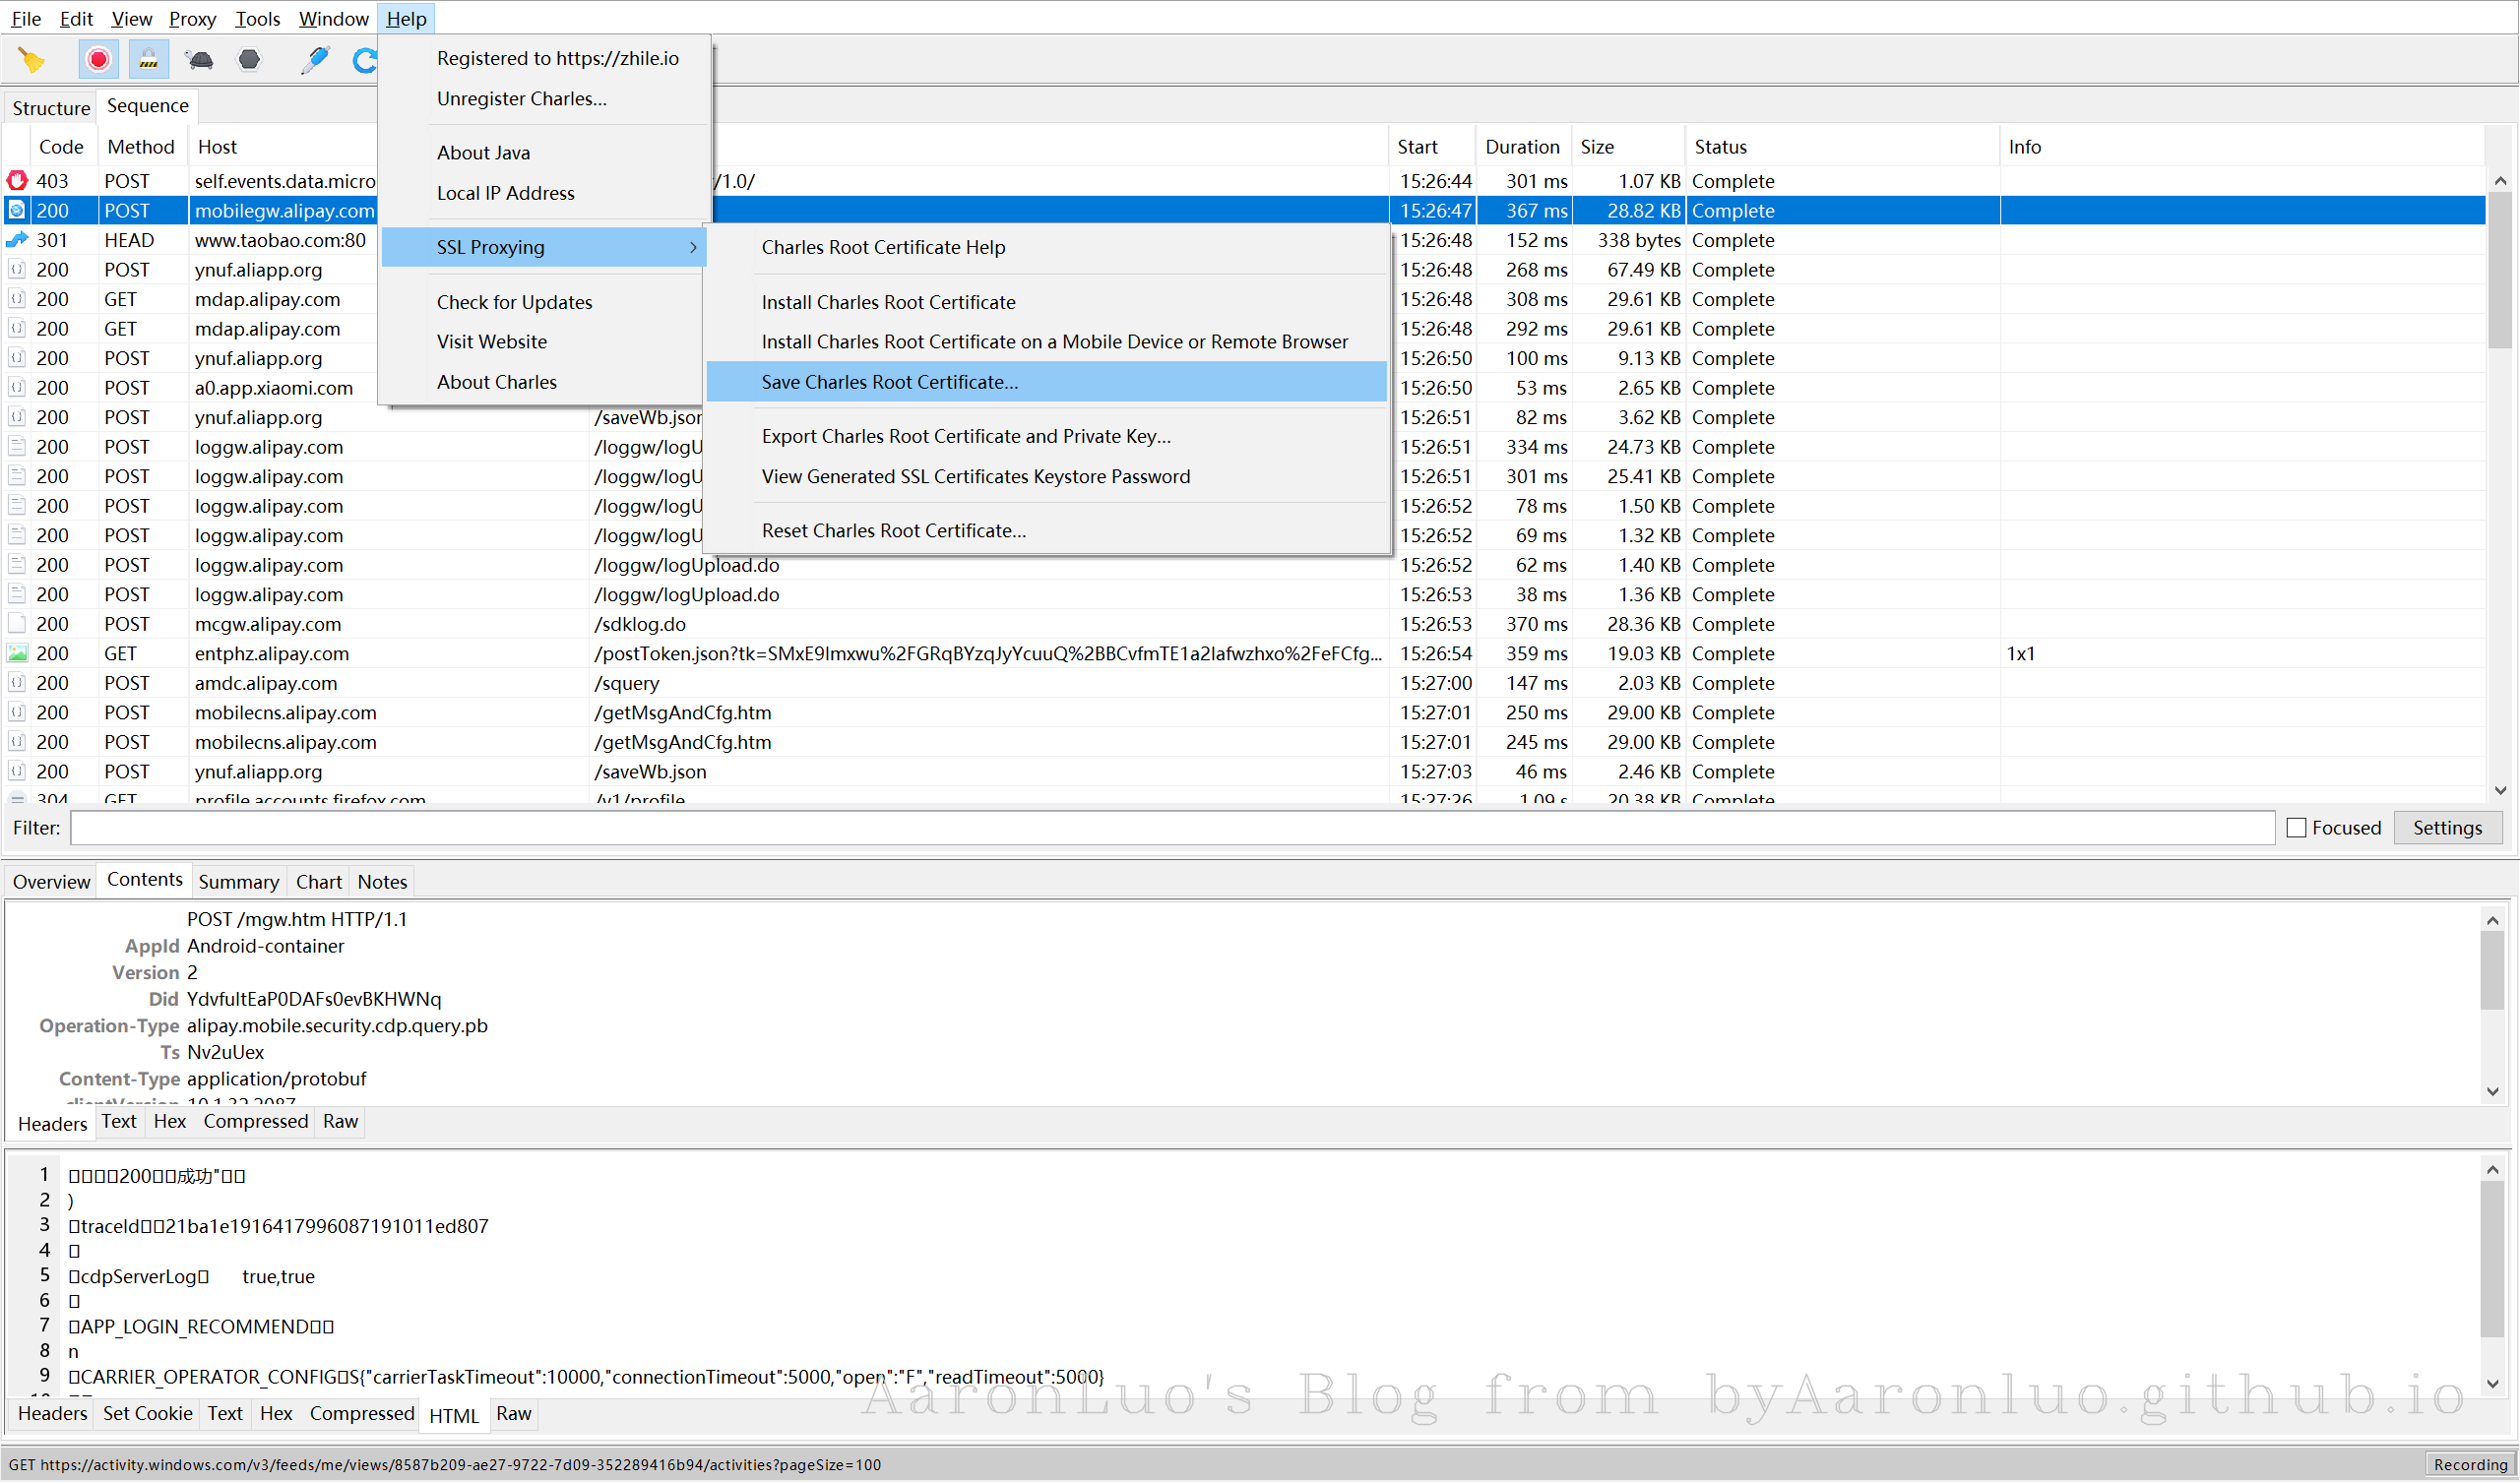 File Edit View Proxy Tools Window Help
Registered to https://zhile.io
Unregister Charles...
About Java
Local IP Address
SSL Proxying
Check for Updates
Visit Website
About Charles
Charles Root Certificate Help
Install Charles Root Certificate
Install Charles Root Certificate on a Mobile Device or Remote Browser
Save Charles Root Certificate...
Export Charles Root Certificate and Private Key...
View Generated SSL Certificates Keystore Password
Reset Charles Root Certificate...
Structure Sequence
Code Method Host Start Duration Size Status Info
403 POST self.events.data.micro /1.0/ 15:26:44 301 ms 1.07 KB Complete
200 POST mobilegw.alipay.com 15:26:47 367 ms 28.82 KB Complete
301 HEAD www.taobao.com:80 15:26:48 152 ms 338 bytes Complete
200 POST ynuf.aliapp.org 15:26:48 268 ms 67.49 KB Complete
200 GET mdap.alipay.com 15:26:48 308 ms 29.61 KB Complete
200 GET mdap.alipay.com 15:26:48 292 ms 29.61 KB Complete
200 POST ynuf.aliapp.org 15:26:50 100 ms 9.13 KB Complete
200 POST a0.app.xiaomi.com 15:26:50 53 ms 2.65 KB Complete
200 POST ynuf.aliapp.org /saveWb.json 15:26:51 82 ms 3.62 KB Complete
200 POST loggw.alipay.com /loggw/logU 15:26:51 334 ms 24.73 KB Complete
200 POST loggw.alipay.com /loggw/logU 15:26:51 301 ms 25.41 KB Complete
200 POST loggw.alipay.com /loggw/logU 15:26:52 78 ms 1.50 KB Complete
200 POST loggw.alipay.com /loggw/logU 15:26:52 69 ms 1.32 KB Complete
200 POST loggw.alipay.com /loggw/logUpload.do 15:26:52 62 ms 1.40 KB Complete
200 POST loggw.alipay.com /loggw/logUpload.do 15:26:53 38 ms 1.36 KB Complete
200 POST mcgw.alipay.com /sdklog.do 15:26:53 370 ms 28.36 KB Complete
200 GET entphz.alipay.com 15:26:54 359 ms 19.03 KB Complete 1x1
200 POST amdc.alipay.com /squery 15:27:00 147 ms 2.03 KB Complete
200 POST mobilecns.alipay.com /getMsgAndCfg.htm 15:27:01 250 ms 29.00 KB Complete
200 POST mobilecns.alipay.com /getMsgAndCfg.htm 15:27:01 245 ms 29.00 KB Complete
200 POST ynuf.aliapp.org /saveWb.json 15:27:03 46 ms 2.46 KB Complete
304 GET profile.accounts.firefox.com /v1/profile 15:27:26 1.09 s 20.38 KB Complete
Filter: Focused Settings
Overview Contents Summary Chart Notes
POST /mgw.htm HTTP/1.1
AppId Android-container
Version 2
Did
Operation-Type alipay.mobile.security.cdp.query.pb
Ts Nv2uUex
Content-Type application/protobuf
clientVersion 10.1.32.2087
Headers Text Hex Compressed Raw
1 200 成功"
2 )
3 traceId 21ba1e1916417996087191011ed807
4
5 cdpServerLog true,true
6
7 APP_LOGIN_RECOMMEND
8 n
9 CARRIER_OPERATOR_CONFIG S{"carrierTaskTimeout":10000,"connectionTimeout":5000,"open":"F","readTimeout":5000}
AaronLuo's Blog from byAaronluo.github.io
Headers Set Cookie Text Hex Compressed HTML Raw
GET https://activity.windows.com/v3/feeds/me/views/8587b209-ae27-9722-7d09-352289416b94/activities?pageSize=100 Recording